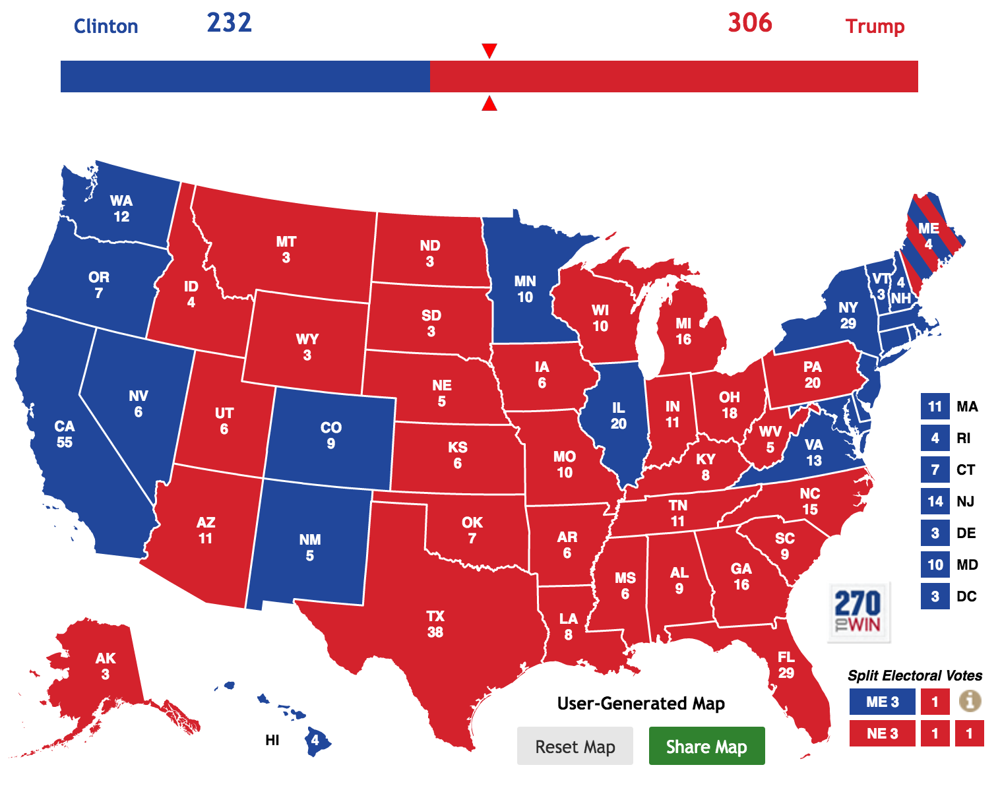 Clinton 232 306 Trump
WA
12
OR
7
CA
55
NV
6
ID
4
MT
3
WY
3
UT
6
AZ
11
CO
9
NM
5
ND
3
SD
3
NE
5
KS
6
OK
7
TX
38
MN
10
IA
6
MO
10
AR
6
LA
8
WI
10
IL
20
MI
16
IN
11
OH
18
KY
8
TN
11
MS
6
AL
9
GA
16
FL
29
SC
9
NC
15
VA
13
WV
5
PA
20
NY
29
VT
3
4
NH
ME
4
AK
3
HI 4
11 MA
4 RI
7 CT
14 NJ
3 DE
10 MD
3 DC
270
TO WIN
Split Electoral Votes
ME 3 1 i
NE 3 1 1
User-Generated Map
Reset Map Share Map